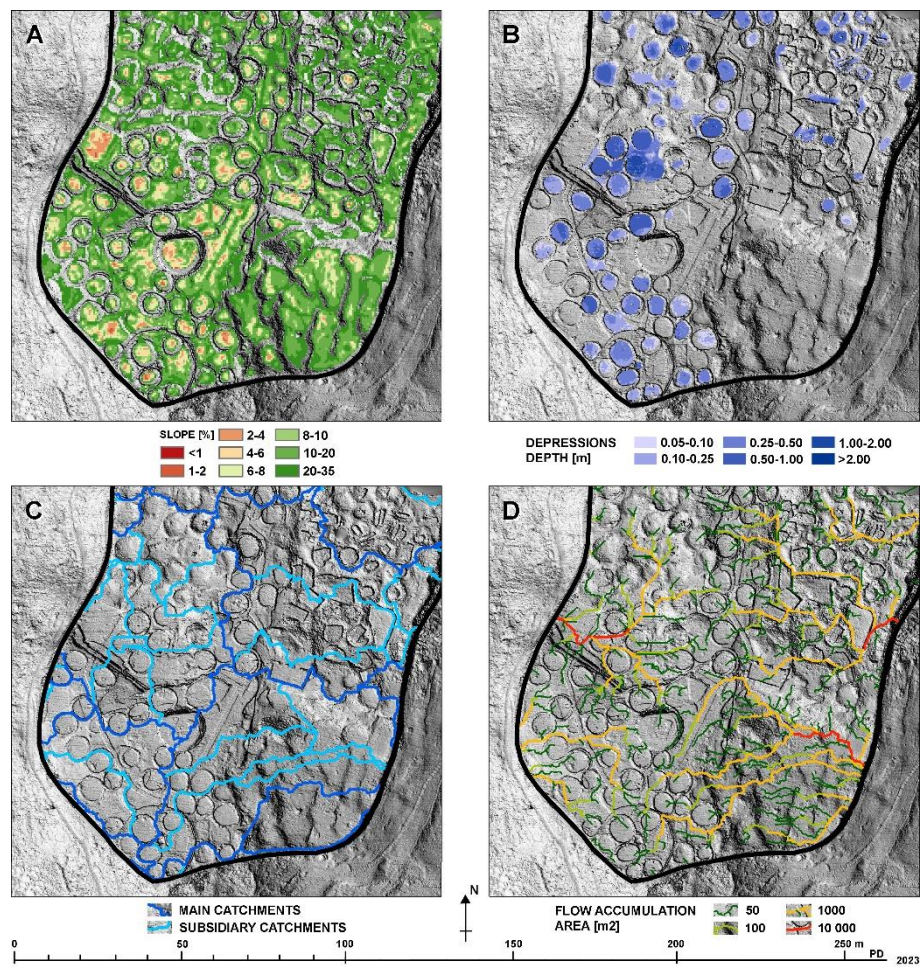 A
B
SLOPE [%]
<1
1-2
2-4
4-6
6-8
8-10
10-20
20-35
DEPRESSIONS
DEPTH [m]
0.05-0.10
0.10-0.25
0.25-0.50
0.50-1.00
1.00-2.00
>2.00
C
D
MAIN CATCHMENTS
SUBSIDIARY CATCHMENTS
N
FLOW ACCUMULATION
AREA [m2]
50
100
1000
10 000
0 50 100 150 200 250 m
PD
2023